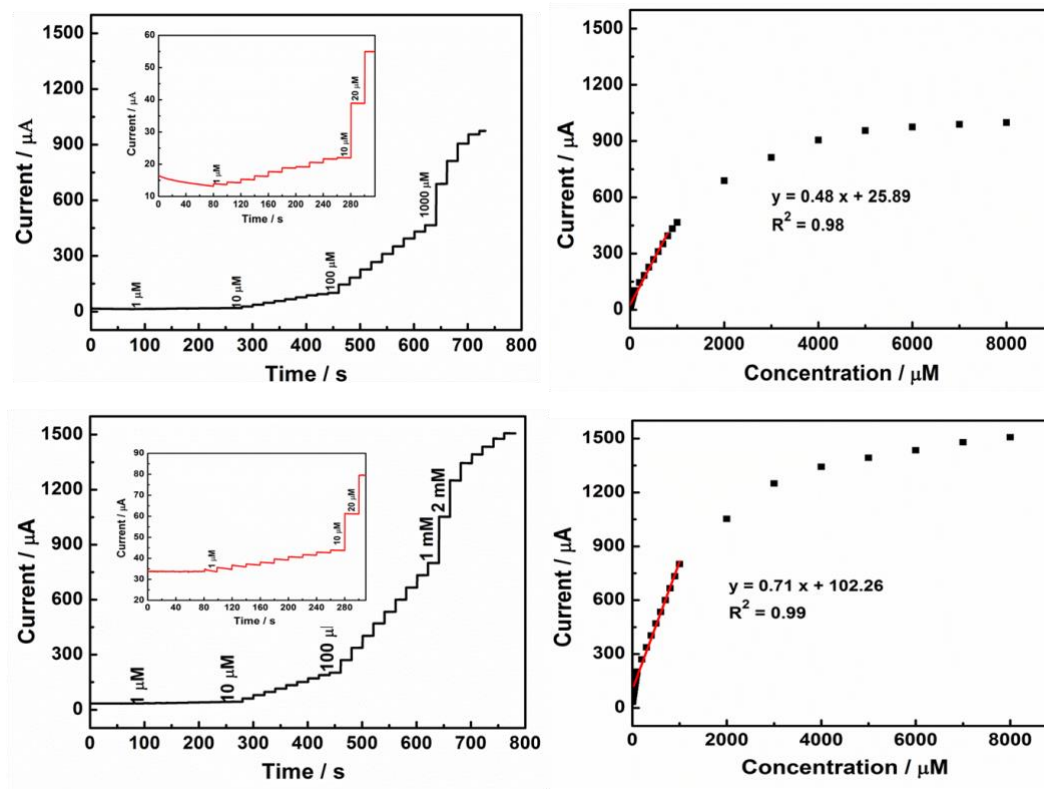 1500
1200
900
600
300
0
Current / μA
0 100 200 300 400 500 600 700 800
Time / s
1 μM
10 μM
100 μM
1000 μM
60
50
40
30
20
10
Current / μA
0 40 80 120 160 200 240 280
Time / s
1 μM
10 μM
20 μM
1500
1200
900
600
300
0
Current / μA
y = 0.48 x + 25.89
R2 = 0.98
0 2000 4000 6000 8000
Concentration / μM
1500
1200
900
600
300
0
Current / μA
0 100 200 300 400 500 600 700 800
Time / s
1 μM
10 μM
100 μ
1 mM
2 mM
90
80
70
60
50
40
30
20
Current / μA
0 40 80 120 160 200 240 280
Time / s
1 μM
10 μM
20 μM
1500
1200
900
600
300
0
Current / μA
y = 0.71 x + 102.26
R2 = 0.99
0 2000 4000 6000 8000
Concentration / μM